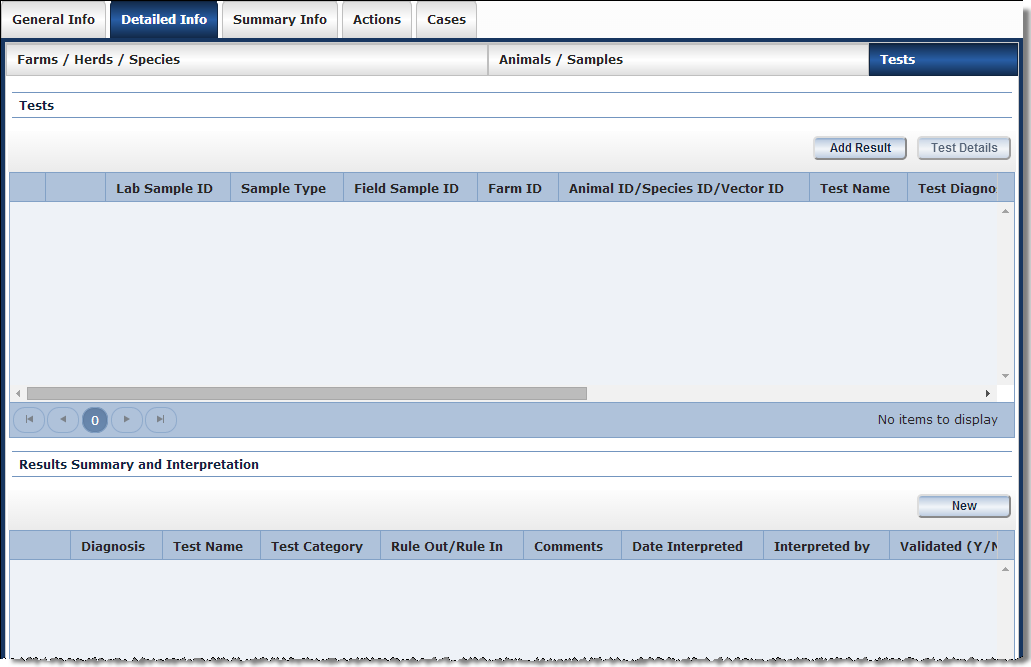 General Info Detailed Info Summary Info Actions Cases
Farms / Herds / Species Animals / Samples Tests
Tests
Add Result Test Details
Lab Sample ID Sample Type Field Sample ID Farm ID Animal ID/Species ID/Vector ID Test Name Test Diagno
0 No items to display
Results Summary and Interpretation
New
Diagnosis Test Name Test Category Rule Out/Rule In Comments Date Interpreted Interpreted by Validated (Y/N